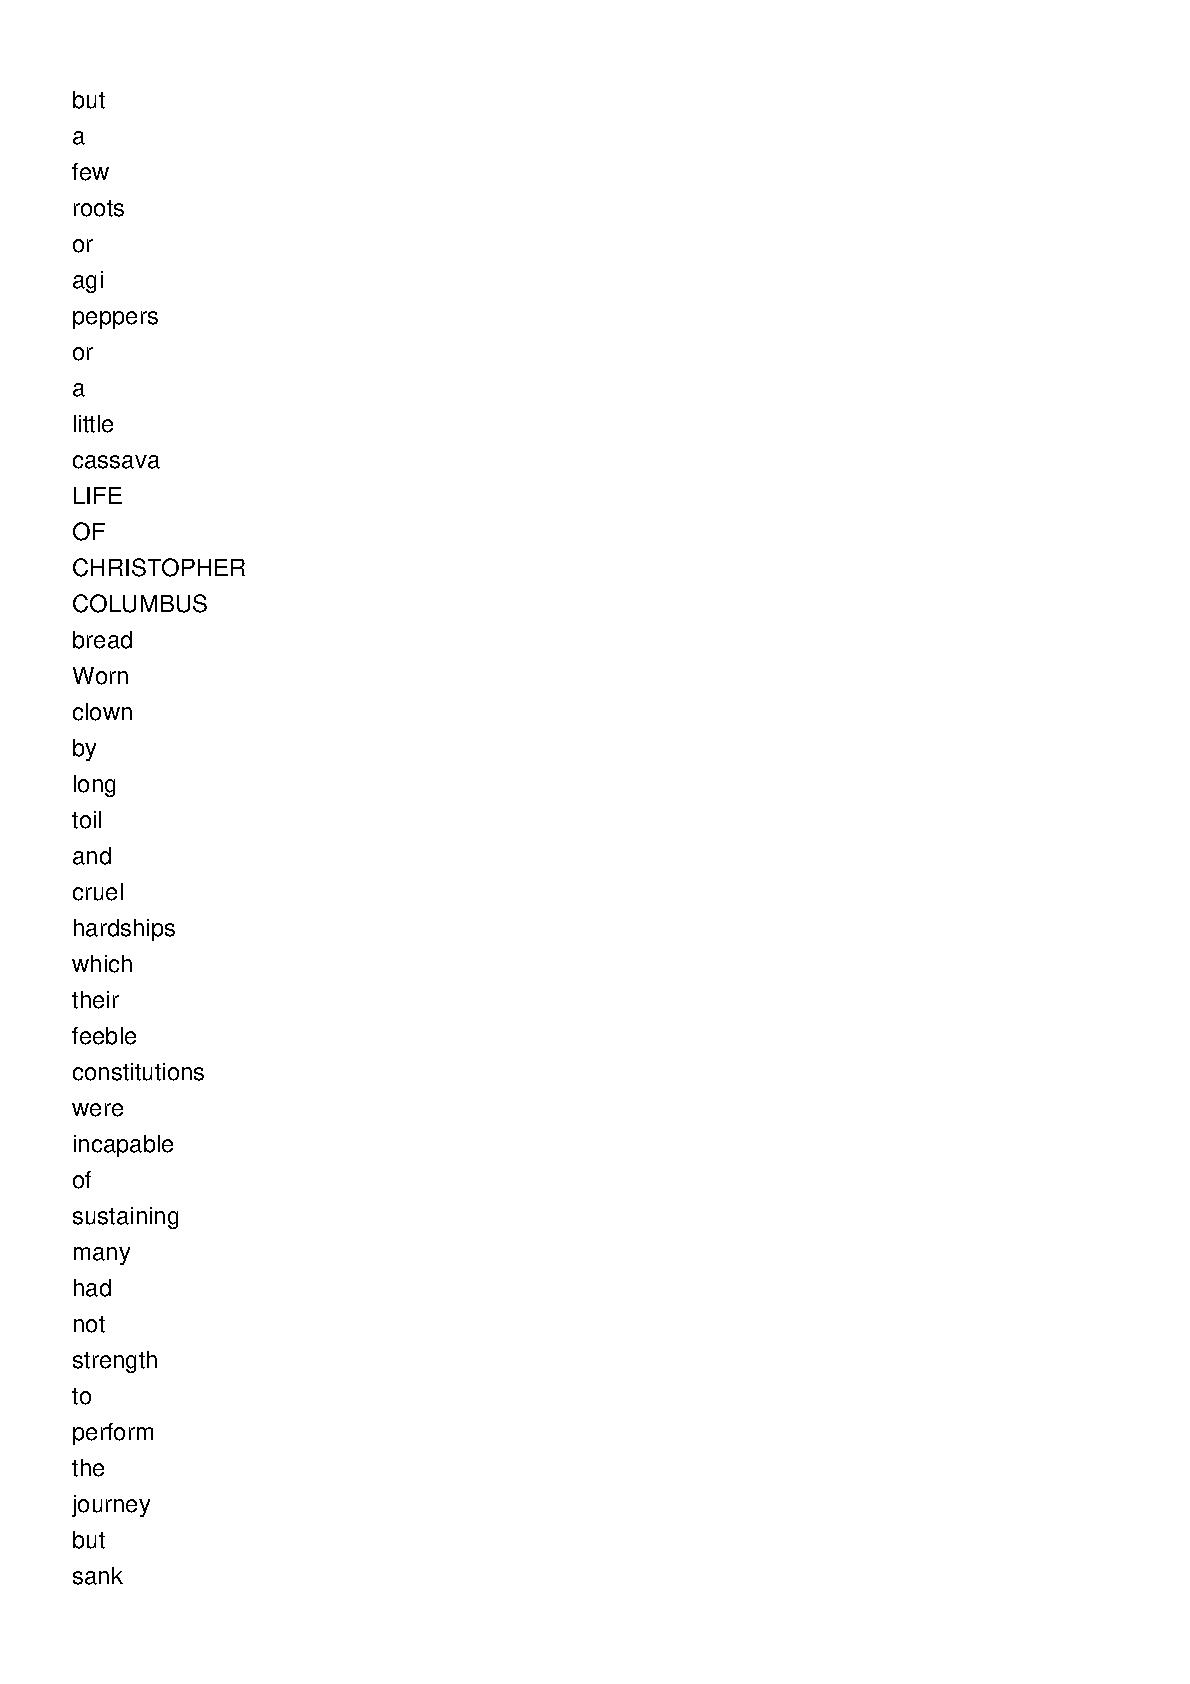 but
a
few
roots
or
agi
peppers
or
a
little
cassava
LIFE
OF
CHRISTOPHER
COLUMBUS
bread
Worn
clown
by
long
toil
and
cruel
hardships
which
their
feeble
constitutions
were
incapable
of
sustaining
many
had
not
strength
to
perform
the
journey
but
sank